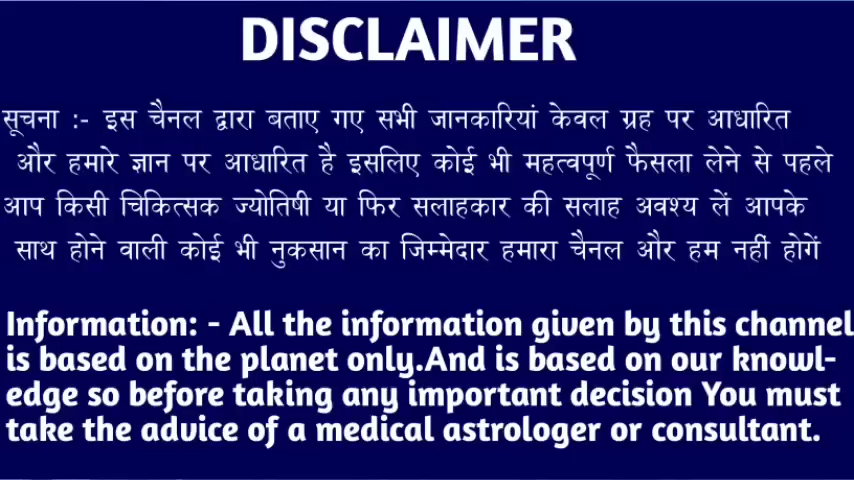 DISCLAIMER
सूचना :- इस चैनल द्वारा बताए गए सभी जानकारियां केवल ग्रह पर आधारित
और हमारे ज्ञान पर आधारित है इसलिए कोई भी महत्वपूर्ण फैसला लेने से पहले
आप किसी चिकित्सक ज्योतिषी या फिर सलाहकार की सलाह अवश्य लें आपके
साथ होने वाली कोई भी नुकसान का जिम्मेदार हमारा चैनल और हम नहीं होगें
Information: - All the information given by this channel
is based on the planet only.And is based on our knowl-
edge so before taking any important decision You must
take the advice of a medical astrologer or consultant.